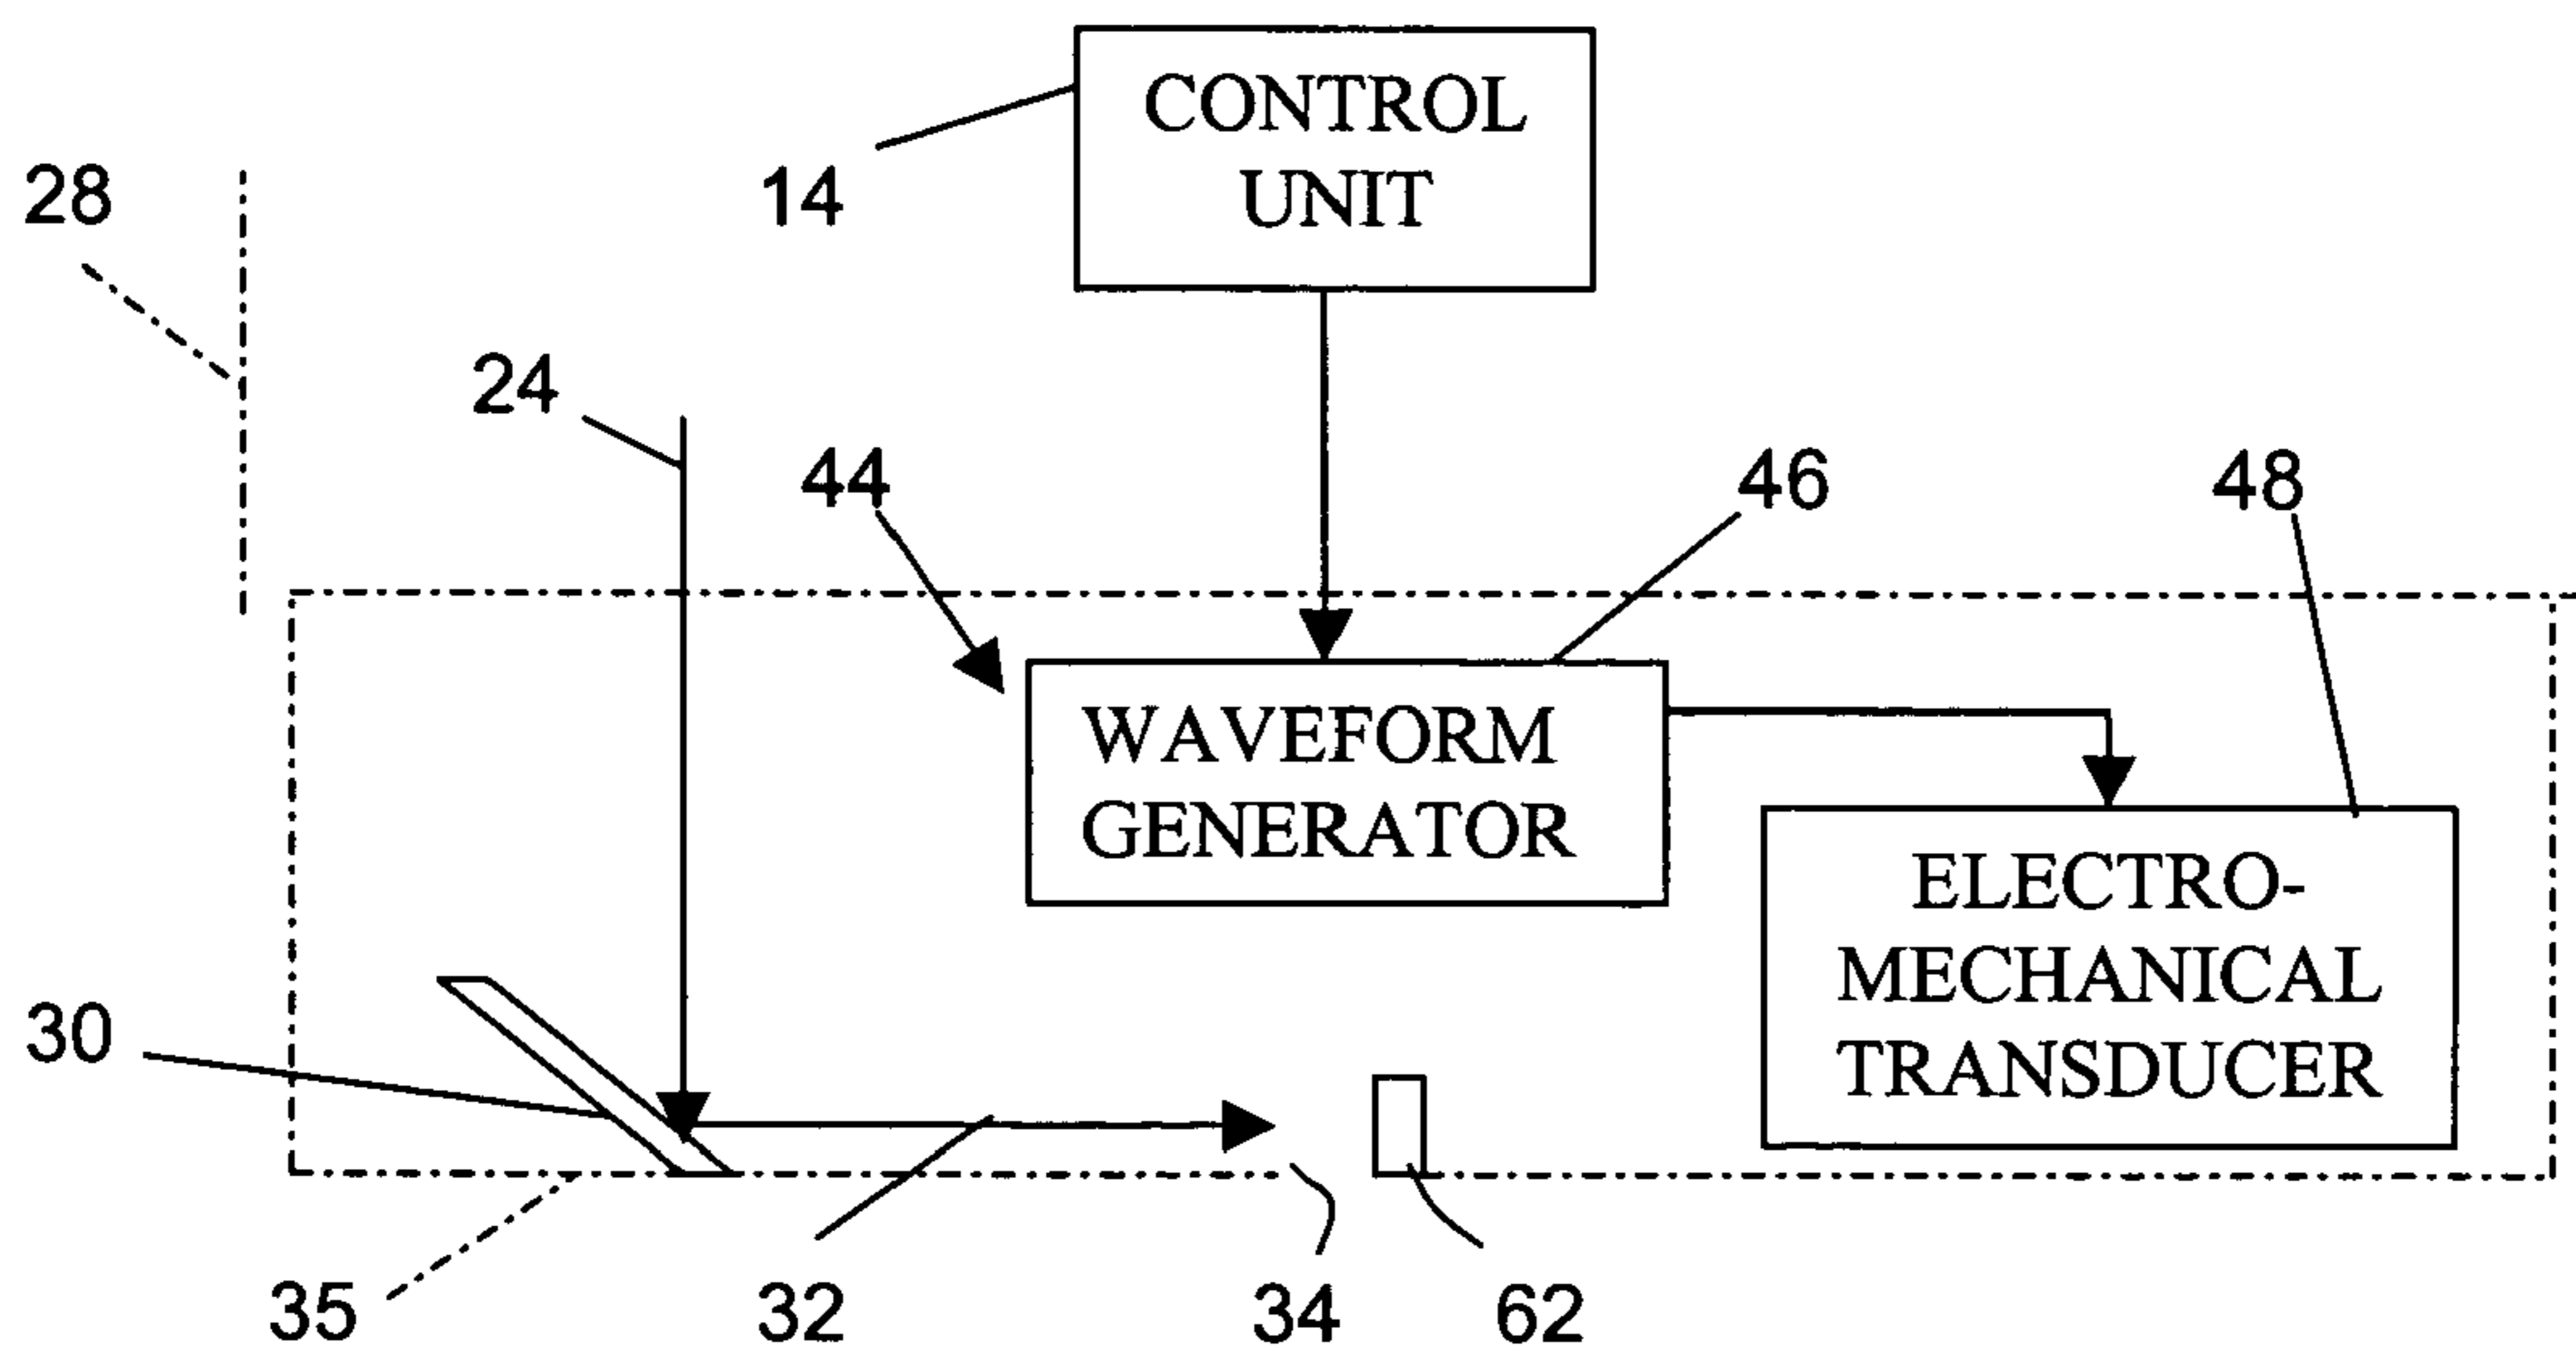 CONTROL
UNIT
14
28
24
44
46
48
WAVEFORM
GENERATOR
ELECTRO-
MECHANICAL
TRANSDUCER
30
35
32
34
62